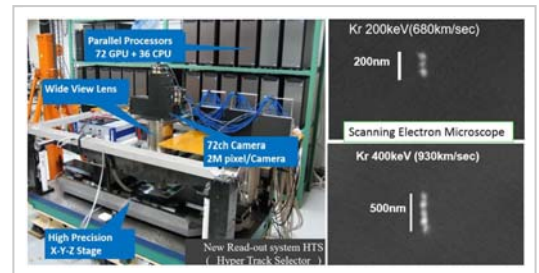 Parallel Processors
72 GPU + 36 CPU
Wide View Lens
72ch Camera
2M pixel/Camera
High Precision
X-Y-Z Stage
New Read-out system HTS
( Hyper Track Selector )
Kr 200keV(680km/sec)
200nm
Scanning Electron Microscope
Kr 400keV (930km/sec)
500nm